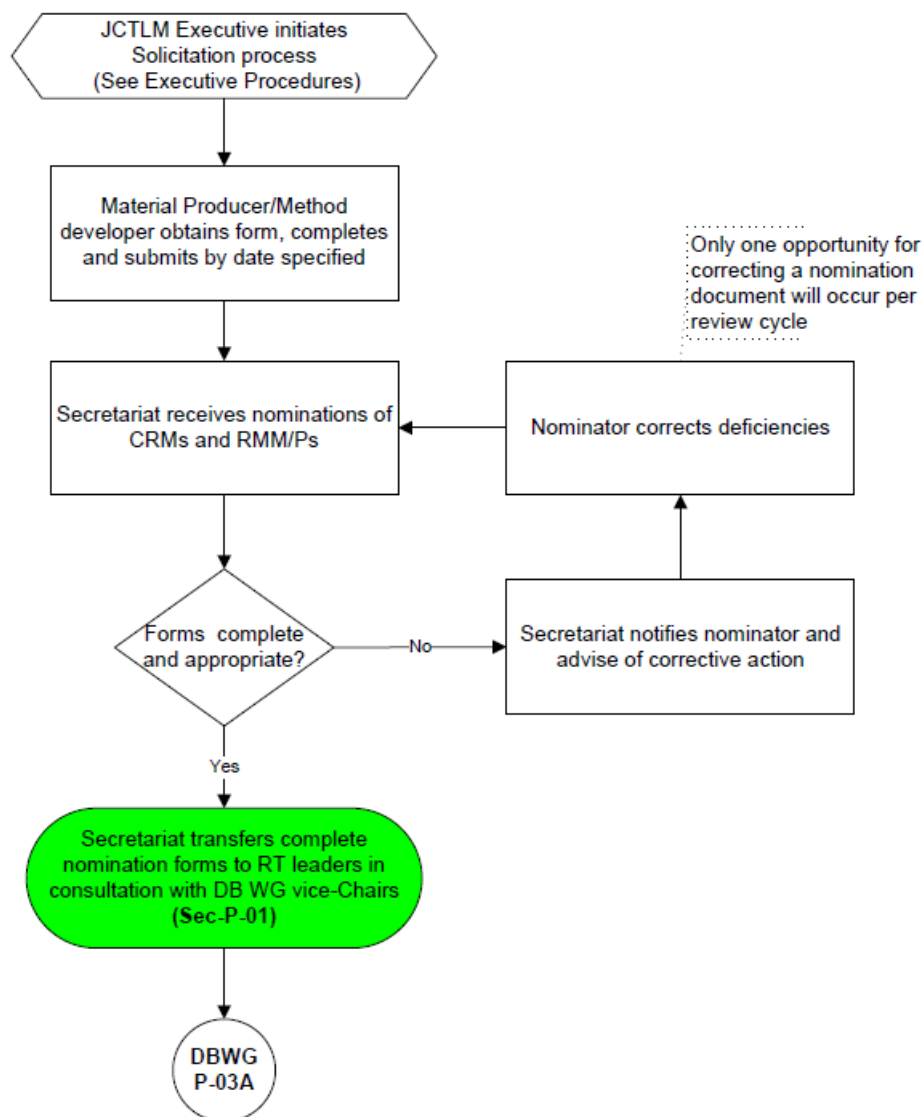 JCTLM Executive initiates
Solicitation process
(See Executive Procedures)
Material Producer/Method
developer obtains form, completes
and submits by date specified
Only one opportunity for
correcting a nomination
document will occur per
review cycle
Secretariat receives nominations of
CRMs and RMM/Ps
Nominator corrects deficiencies
Forms complete
and appropriate?
No
Secretariat notifies nominator and
advise of corrective action
Yes
Secretariat transfers complete
nomination forms to RT leaders in
consultation with DB WG vice-Chairs
(Sec-P-01)
DBWG
P-03A